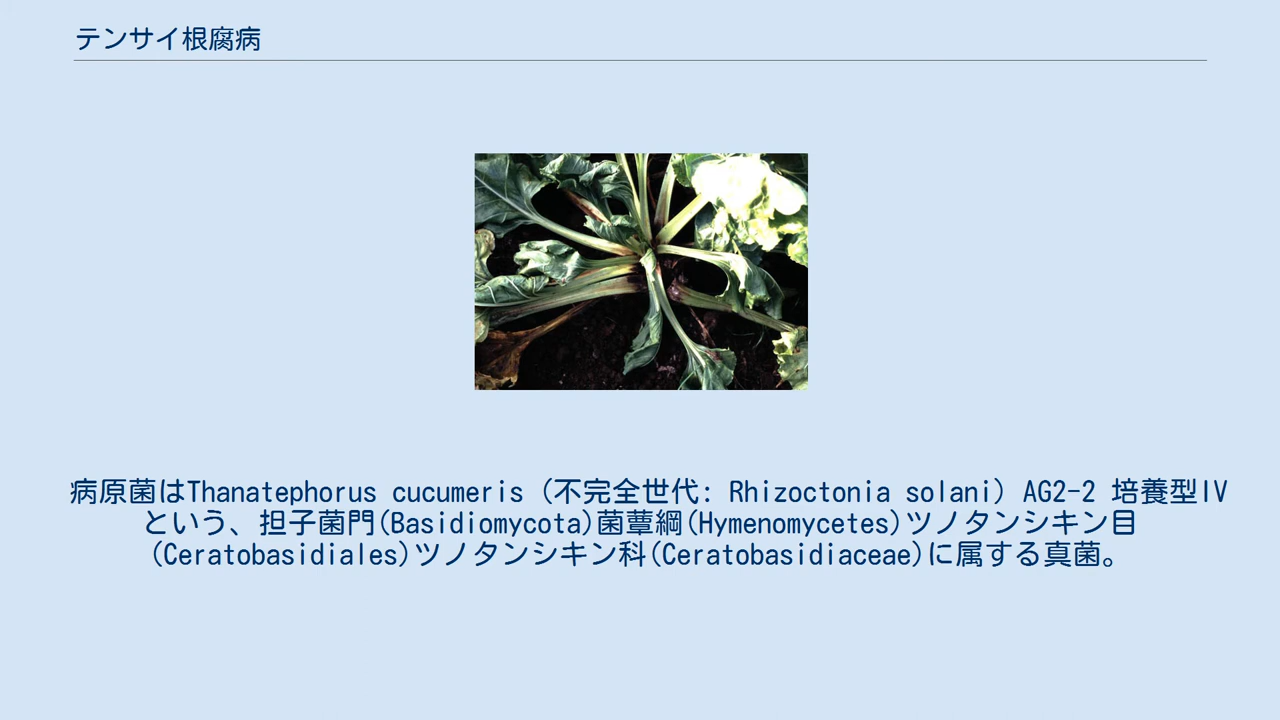 テンサイ根腐病
病原菌はThanatephorus cucumeris (不完全世代: Rhizoctonia solani) AG2-2 培養型IV
という、担子菌門(Basidiomycota)菌蕈綱(Hymenomycetes)ツノタンシキン目
(Ceratobasidiales)ツノタンシキン科(Ceratobasidiaceae)に属する真菌。